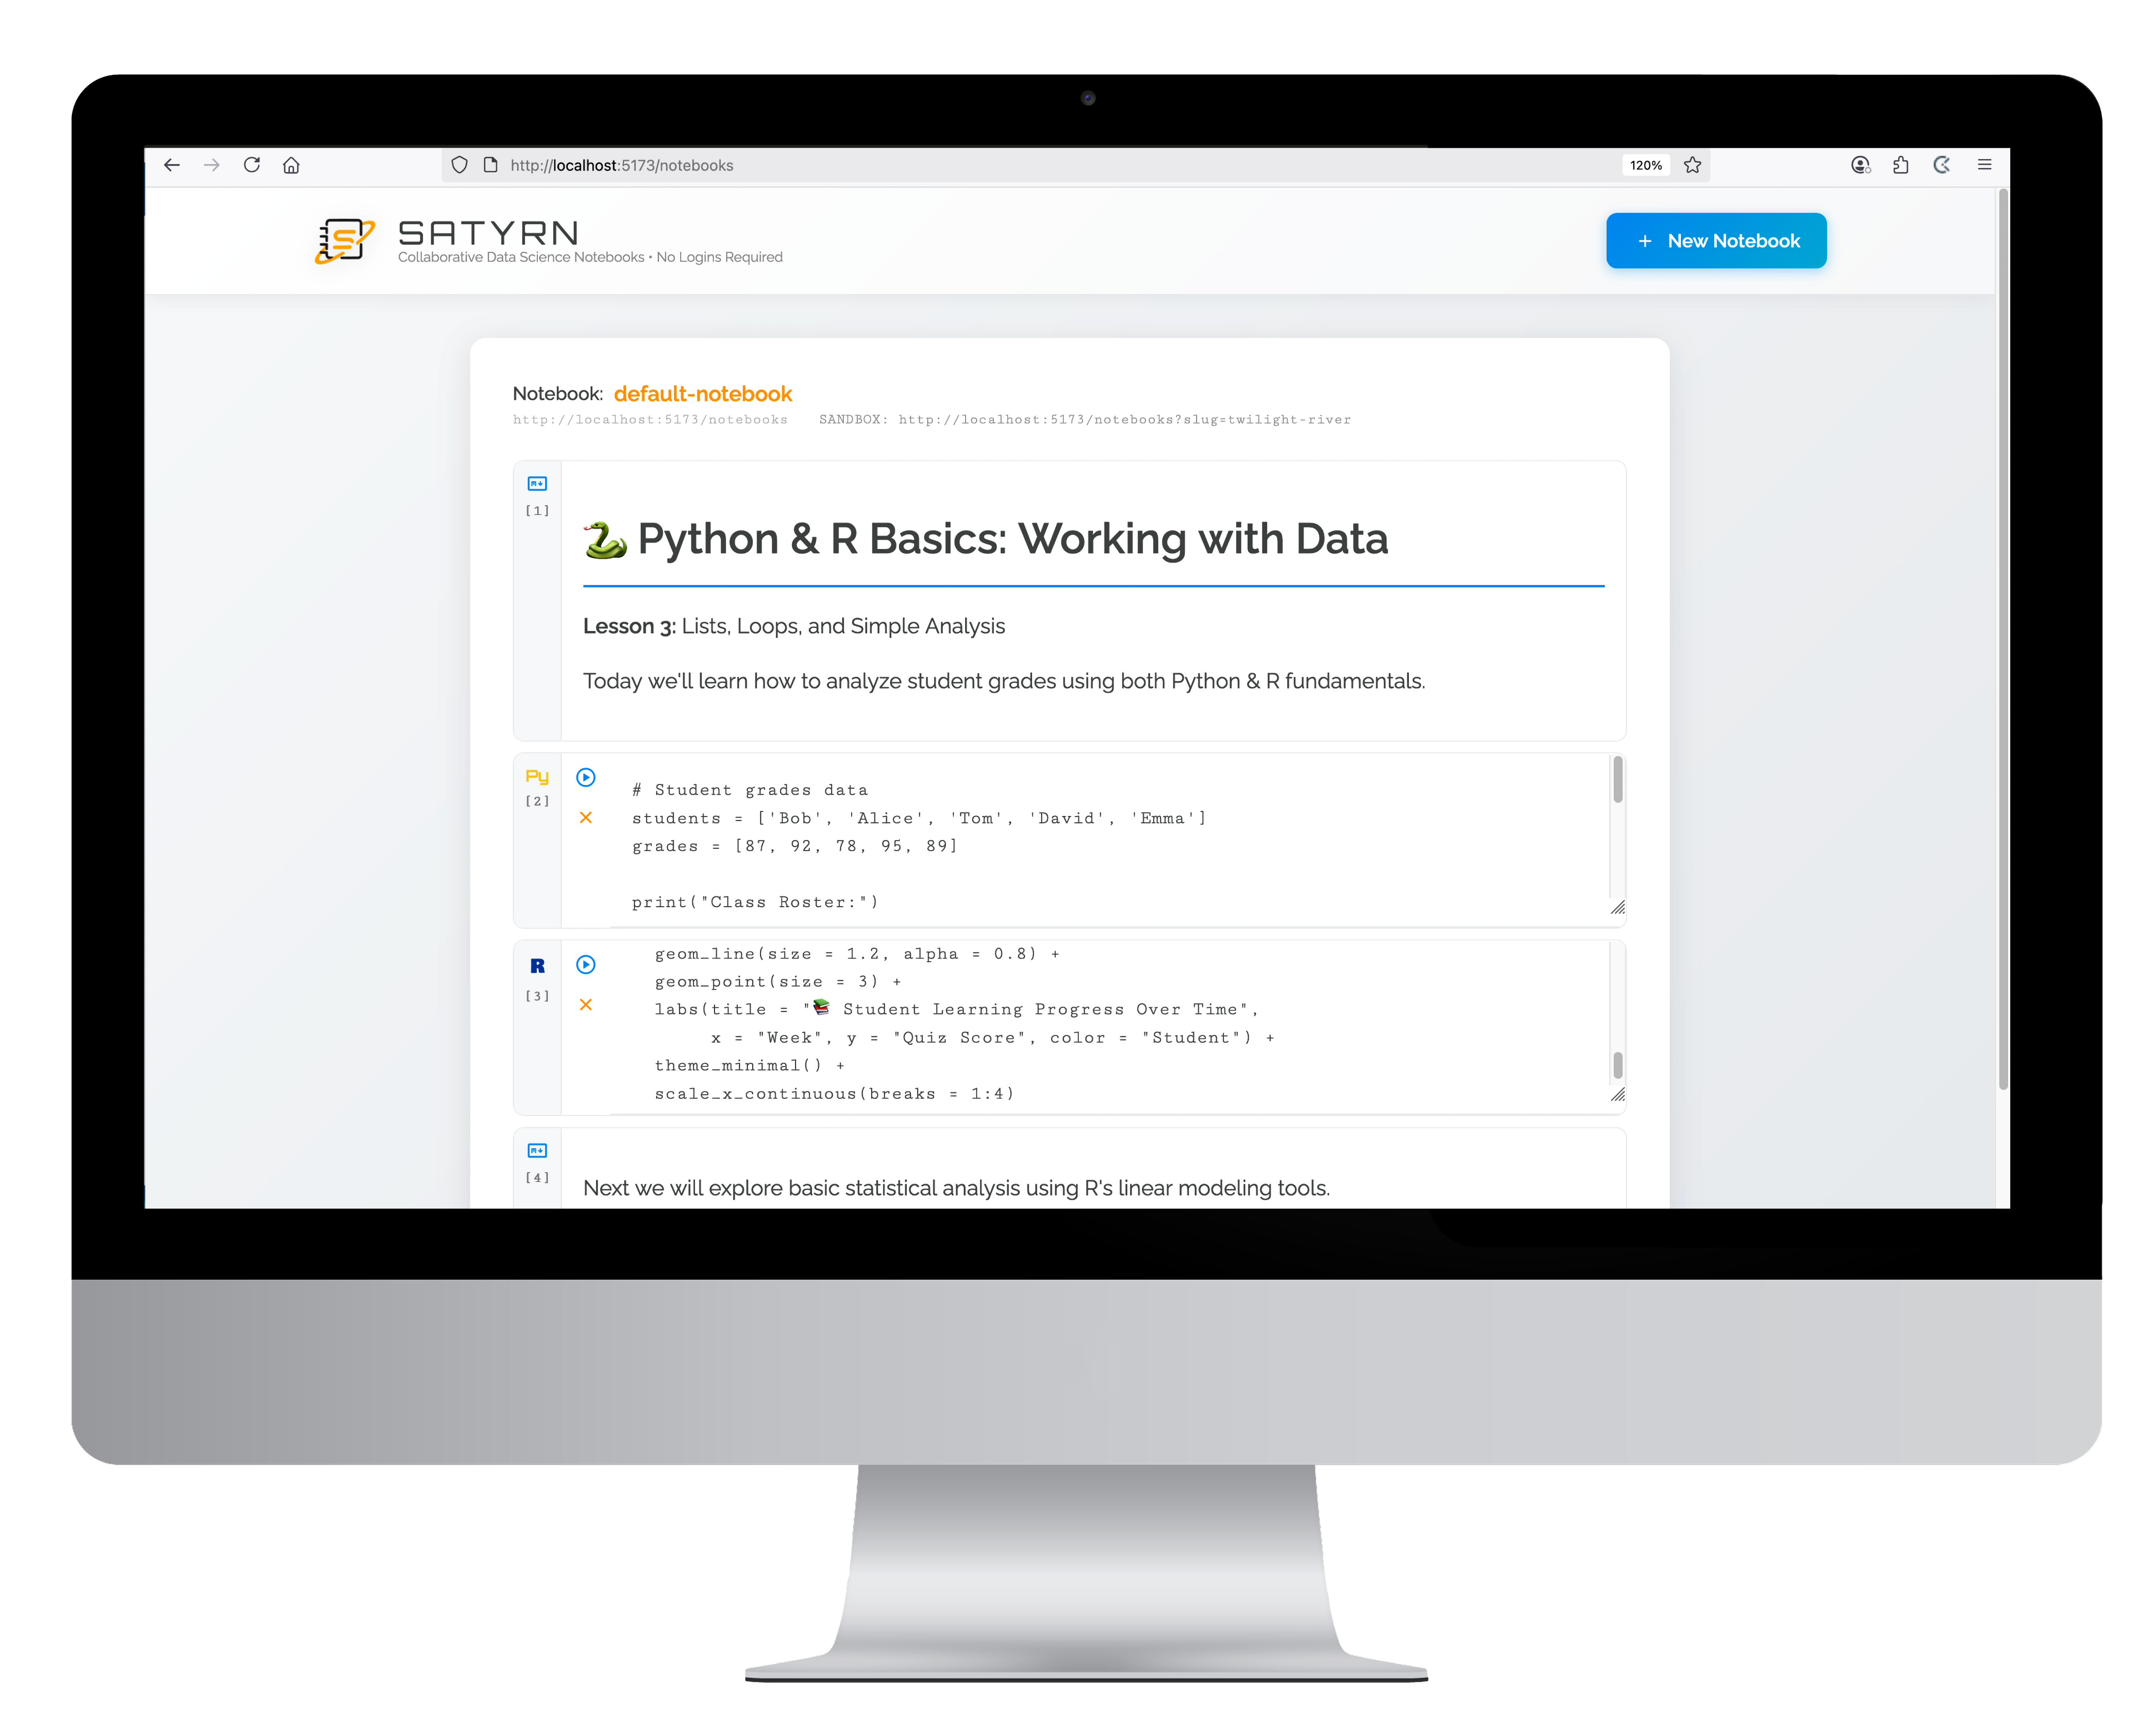 http://localhost:5173/notebooks
120%
SATYRN
Collaborative Data Science Notebooks • No Logins Required
+ New Notebook
Notebook: default-notebook
http://localhost:5173/notebooks SANDBOX: http://localhost:5173/notebooks?slug=twilight-river
[1]
🐍 Python & R Basics: Working with Data
Lesson 3: Lists, Loops, and Simple Analysis
Today we'll learn how to analyze student grades using both Python & R fundamentals.
Py
[2]
# Student grades data
students = ['Bob', 'Alice', 'Tom', 'David', 'Emma']
grades = [87, 92, 78, 95, 89]
print("Class Roster:")
R
[3]
geom_line(size = 1.2, alpha = 0.8) +
geom_point(size = 3) +
labs(title = "📚 Student Learning Progress Over Time",
x = "Week", y = "Quiz Score", color = "Student") +
theme_minimal() +
scale_x_continuous(breaks = 1:4)
[4]
Next we will explore basic statistical analysis using R's linear modeling tools.